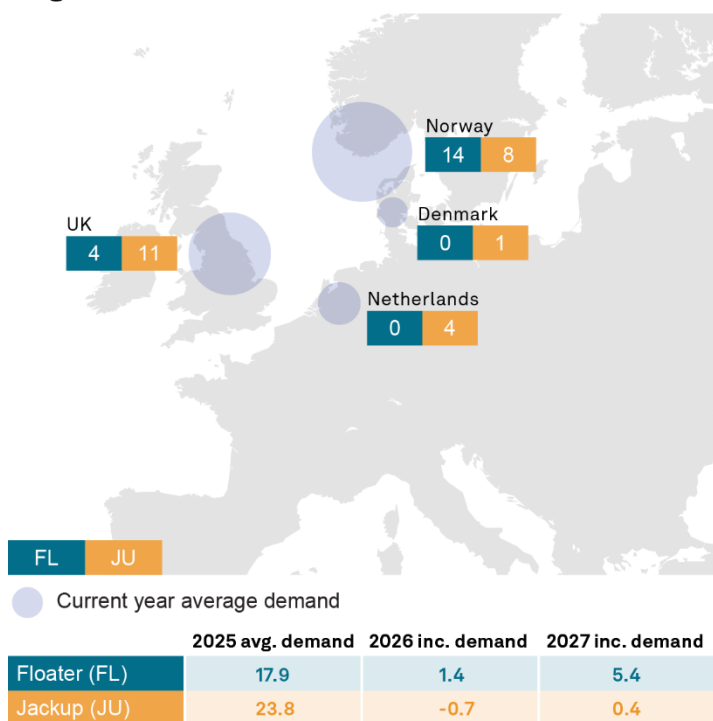 Norway
14 8
UK
4 11
Denmark
0 1
Netherlands
0 4
FL JU
Current year average demand
2025 avg. demand 2026 inc. demand 2027 inc. demand
Floater (FL) 17.9 1.4 5.4
Jackup (JU) 23.8 -0.7 0.4